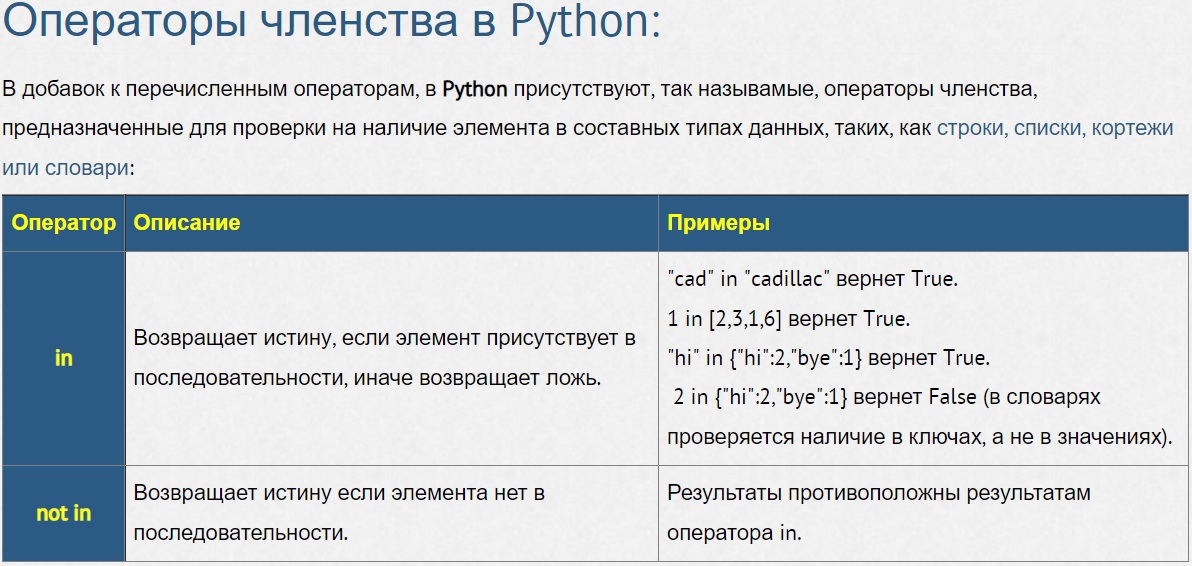 Операторы членства в Python:
В добавок к перечисленным операторам, в Python присутствуют, так называмые, операторы членства,
предназначенные для проверки на наличие элемента в составных типах данных, таких, как строки, списки, кортежи
или словари:
Оператор Описание Примеры
in
Возвращает истину, если элемент присутствует в
последовательности, иначе возвращает ложь.
"cad" in "cadillac" вернет True.
1 in [2,3,1,6] вернет True.
"hi" in {"hi":2,"bye":1} вернет True.
2 in {"hi":2,"bye":1} вернет False (в словарях
проверяется наличие в ключах, а не в значениях).
not in
Возвращает истину если элемента нет в
последовательности.
Результаты противоположны результатам
оператора in.